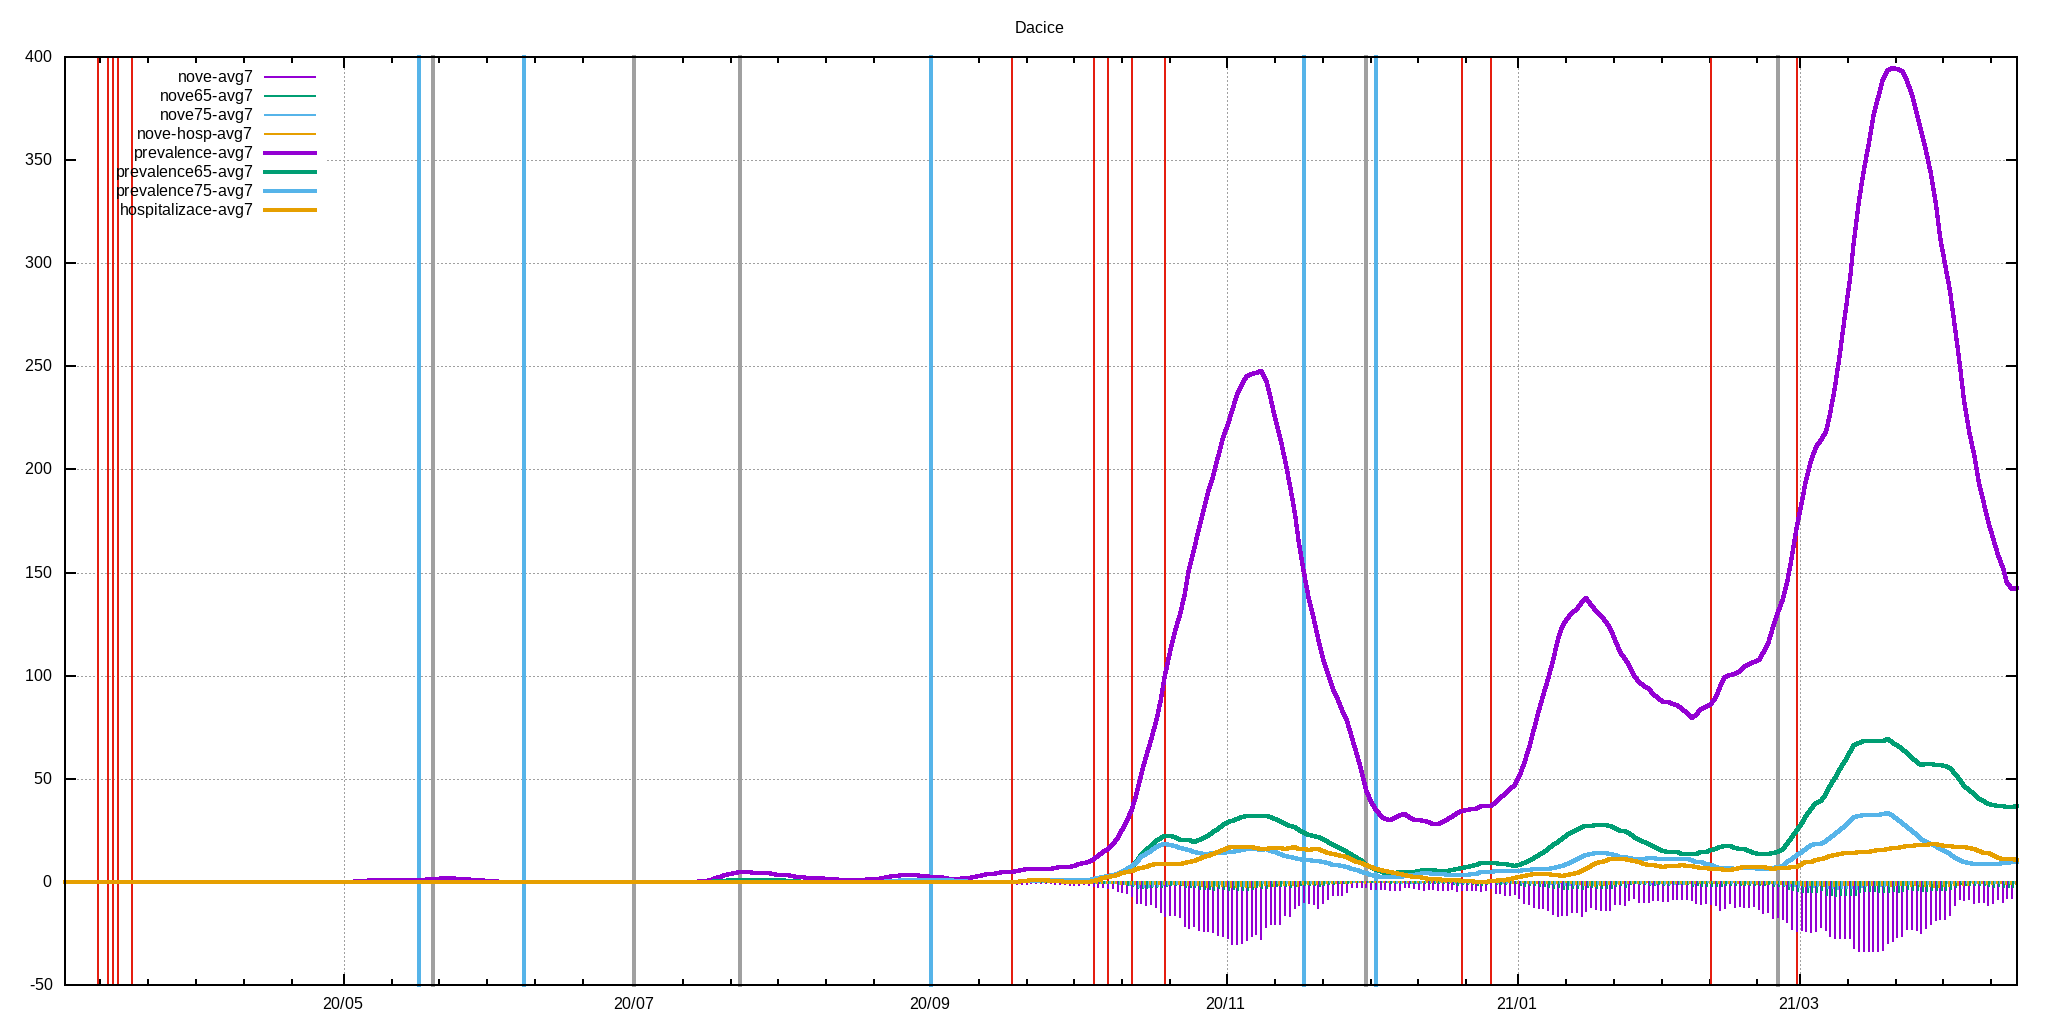 Dacice
400
350
300
250
200
150
100
50
0
-50
nove-avg7
nove65-avg7
nove75-avg7
nove-hosp-avg7
prevalence-avg7
prevalence65-avg7
prevalence75-avg7
hospitalizace-avg7
20/05
20/07
20/09
20/11
21/01
21/03